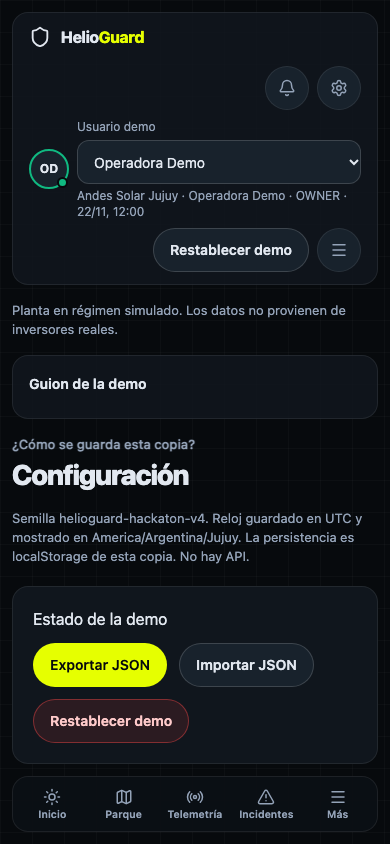 HelioGuard
Usuario demo
OD
Operadora Demo
Andes Solar Jujuy · Operadora Demo · OWNER ·
22/11, 12:00
Restablecer demo
Planta en régimen simulado. Los datos no provienen de
inversores reales.
Guion de la demo
¿Cómo se guarda esta copia?
Configuración
Semilla helioguard-hackaton-v4. Reloj guardado en UTC y
mostrado en America/Argentina/Jujuy. La persistencia es
localStorage de esta copia. No hay API.
Estado de la demo
Exportar JSON
Importar JSON
Restablecer demo
Inicio
Parque
Telemetría
Incidentes
Más